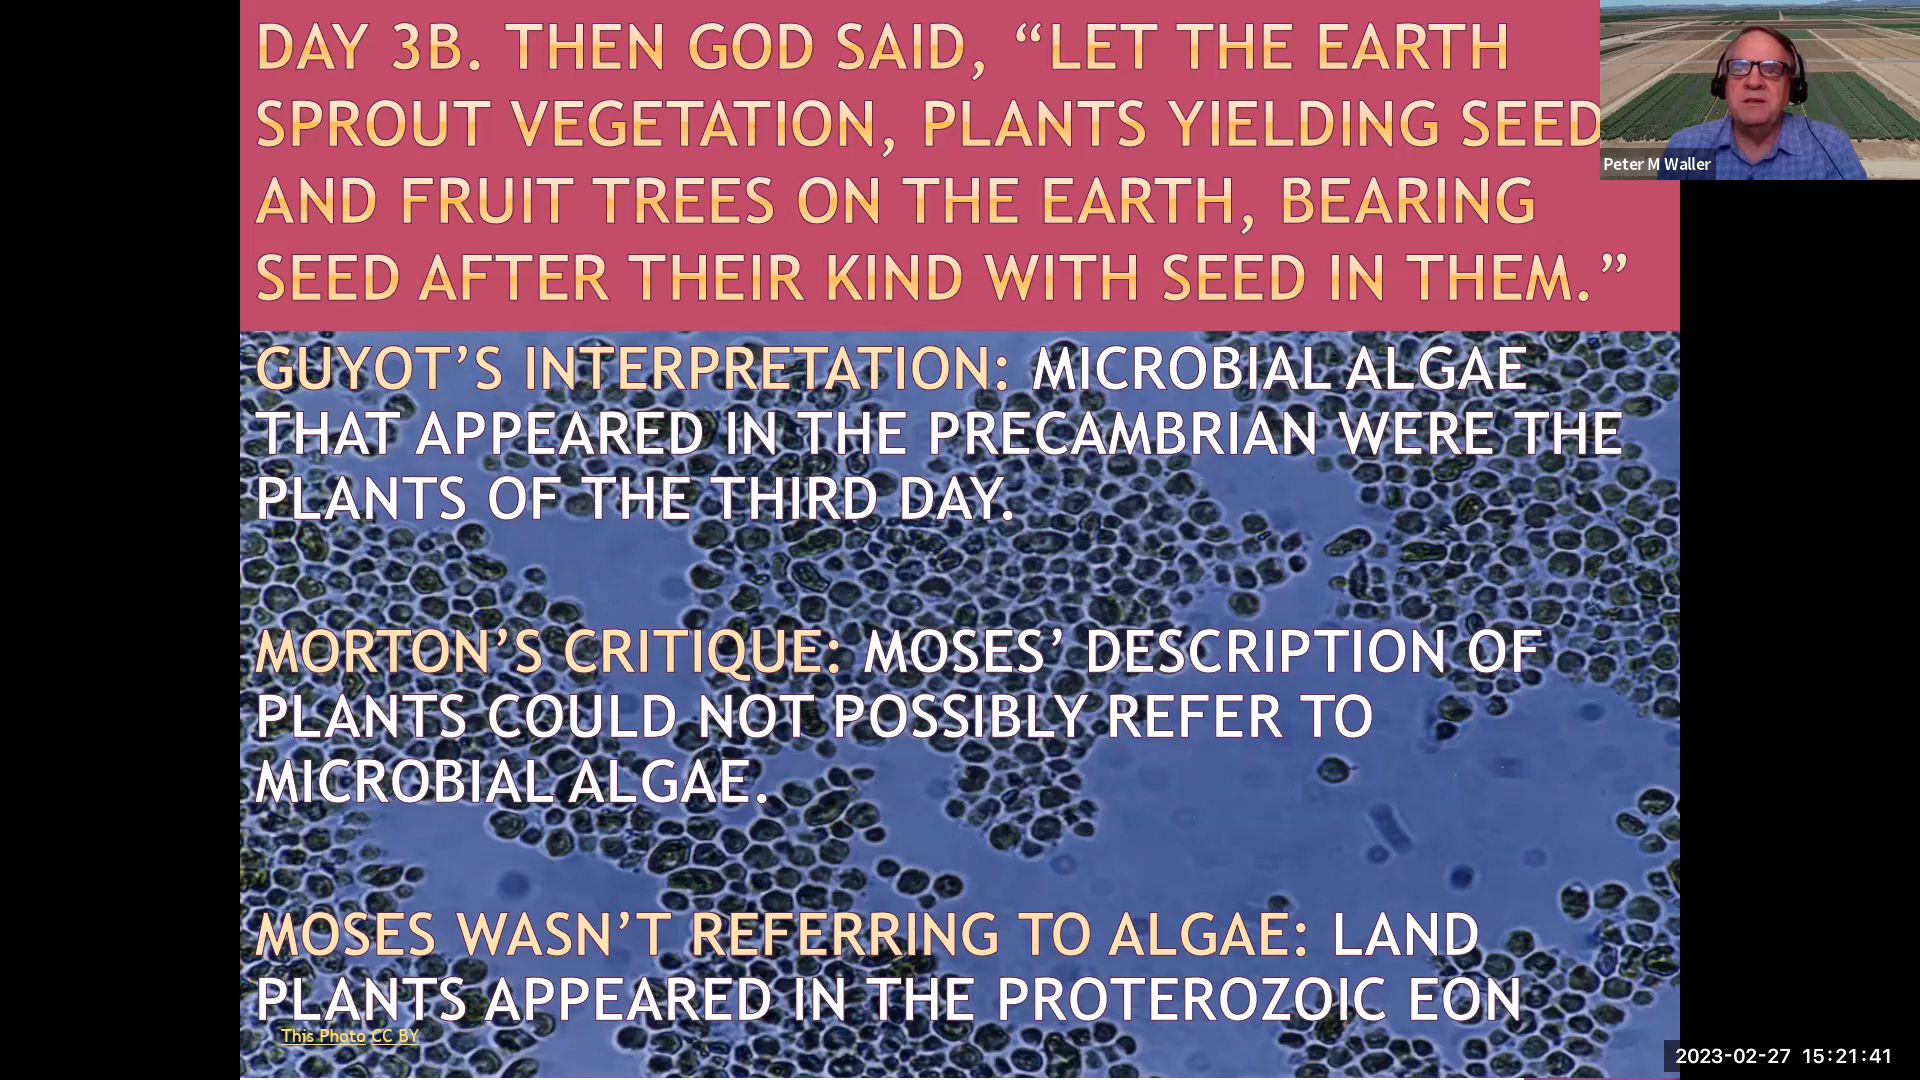 DAY 3B. THEN GOD SAID, “LET THE EARTH
SPROUT VEGETATION, PLANTS YIELDING SEED
AND FRUIT TREES ON THE EARTH, BEARING
SEED AFTER THEIR KIND WITH SEED IN THEM.”
Peter M Waller
GUYOT’S INTERPRETATION: MICROBIAL ALGAE
THAT APPEARED IN THE PRECAMBRIAN WERE THE
PLANTS OF THE THIRD DAY.
MORTON’S CRITIQUE: MOSES’ DESCRIPTION OF
PLANTS COULD NOT POSSIBLY REFER TO
MICROBIAL ALGAE.
MOSES WASN’T REFERRING TO ALGAE: LAND
PLANTS APPEARED IN THE PROTEROZOIC EON
This Photo CC BY
2023-02-27 15:21:41